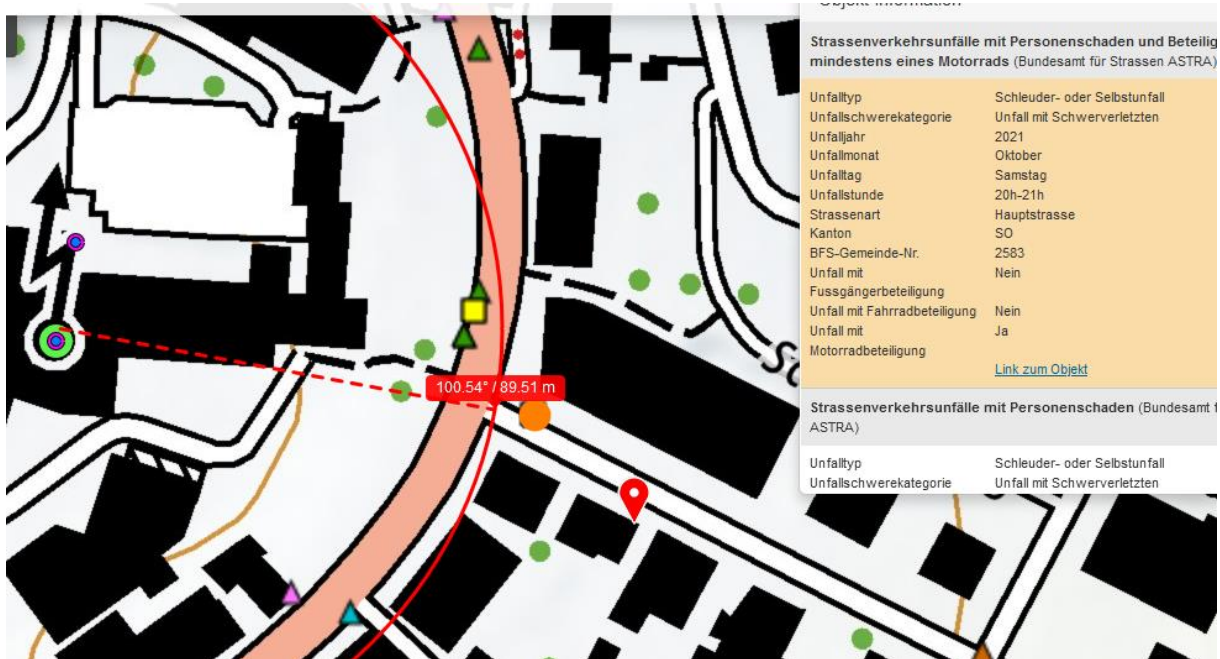 Objekt-Information
Strassenverkehrsunfälle mit Personenschaden und Beteilig
mindestens eines Motorrads (Bundesamt für Strassen ASTRA)
Unfalltyp Schleuder- oder Selbstunfall
Unfallschwerekategorie Unfall mit Schwerverletzten
Unfalljahr 2021
Unfallmonat Oktober
Unfalltag Samstag
Unfallstunde 20h-21h
Strassenart Hauptstrasse
Kanton SO
BFS-Gemeinde-Nr. 2583
Unfall mit Nein
Fussgängerbeteiligung
Unfall mit Fahrradbeteiligung Nein
Unfall mit Ja
Motorradbeteiligung
Link zum Objekt
Strassenverkehrsunfälle mit Personenschaden (Bundesamt f
ASTRA)
Unfalltyp Schleuder- oder Selbstunfall
Unfallschwerekategorie Unfall mit Schwerverletzten
100.54° / 89.51 m